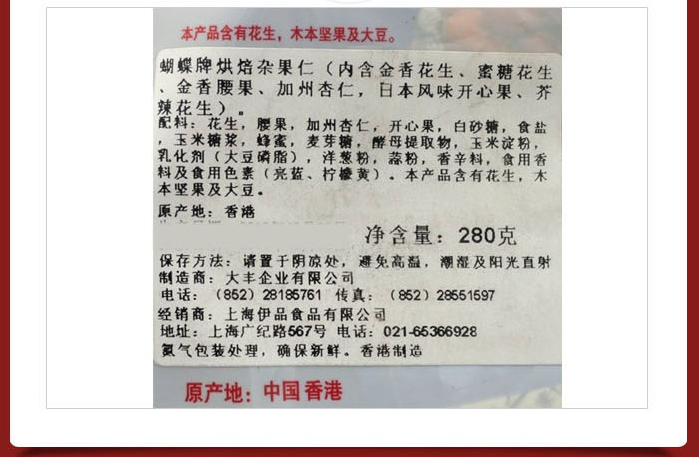 本产品含有花生，木本坚果及大豆。
蝴蝶牌烘焙杂果仁（内含金香花生、蜜糖花生
、金香腰果、加州杏仁，日本风味开心果、芥
辣花生）。
配料：花生，腰果，加州杏仁，开心果，白砂糖，食盐
，玉米糖浆，蜂蜜，麦芽糖，酵母提取物，玉米淀粉，
乳化剂（大豆磷脂），洋葱粉，蒜粉，香辛料，食用香
料及食用色素（亮蓝、柠檬黄）。本产品含有花生，木
本坚果及大豆。
原产地：香港
净含量：280克
保存方法：请置于阴凉处，避免高温，潮湿及阳光直射
制造商：大丰企业有限公司
电话：（852）28185761 传真：（852）28551597
经销商：上海伊品食品有限公司
地址：上海广纪路567号 电话：021-65366928
氮气包装处理，确保新鲜。香港制造
原产地：中国香港